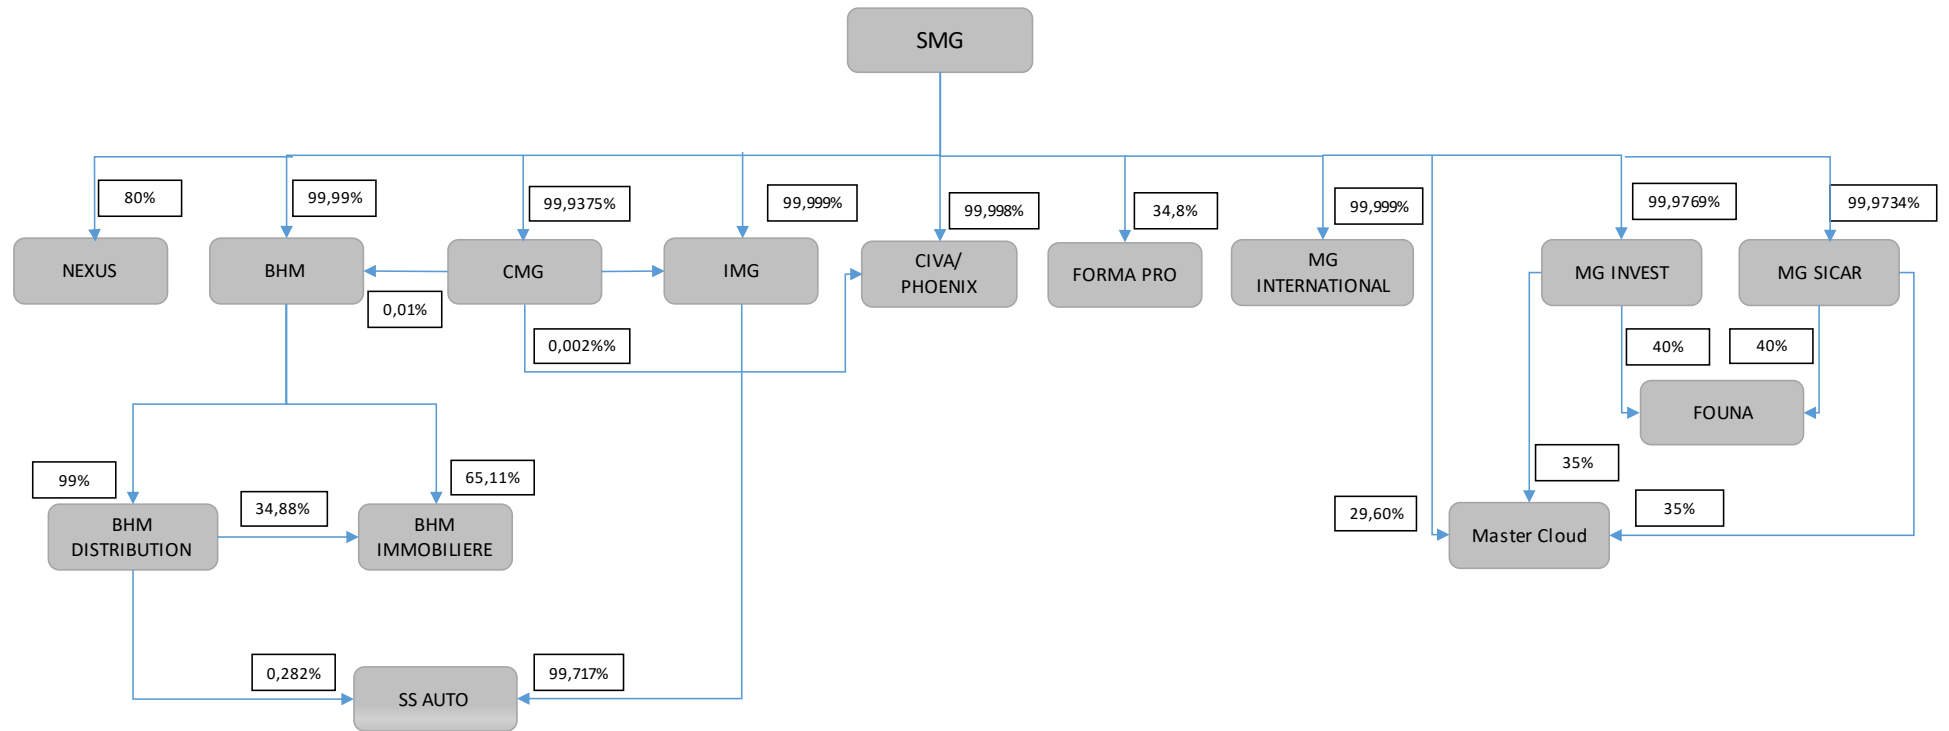 SMG
80%
99,99%
99,9375%
99,999%
99,998%
34,8%
99,999%
99,9769%
99,9734%
NEXUS
BHM
CMG
IMG
CIVA/
PHOENIX
FORMA PRO
MG
INTERNATIONAL
MG INVEST
MG SICAR
0,01%
0,002%%
40%
40%
FOUNA
99%
34,88%
65,11%
35%
29,60%
35%
BHM
DISTRIBUTION
BHM
IMMOBILIERE
Master Cloud
0,282%
99,717%
SS AUTO